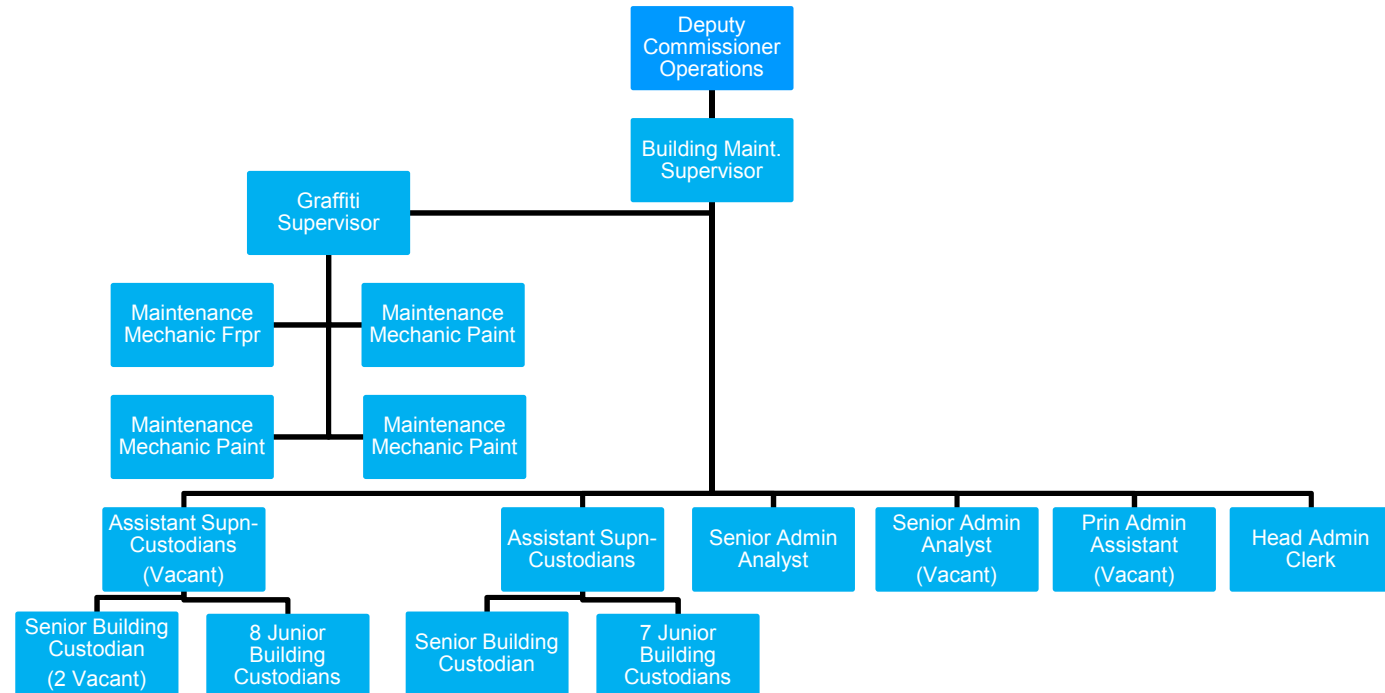 Deputy
Commissioner
Operations
Building Maint.
Supervisor
Graffiti
Supervisor
Maintenance
Mechanic Frpr
Maintenance
Mechanic Paint
Maintenance
Mechanic Paint
Maintenance
Mechanic Paint
Assistant Supn-
Custodians
(Vacant)
Assistant Supn-
Custodians
Senior Admin
Analyst
Senior Admin
Analyst
(Vacant)
Prin Admin
Assistant
(Vacant)
Head Admin
Clerk
Senior Building
Custodian
(2 Vacant)
8 Junior
Building
Custodians
Senior Building
Custodian
7 Junior
Building
Custodians